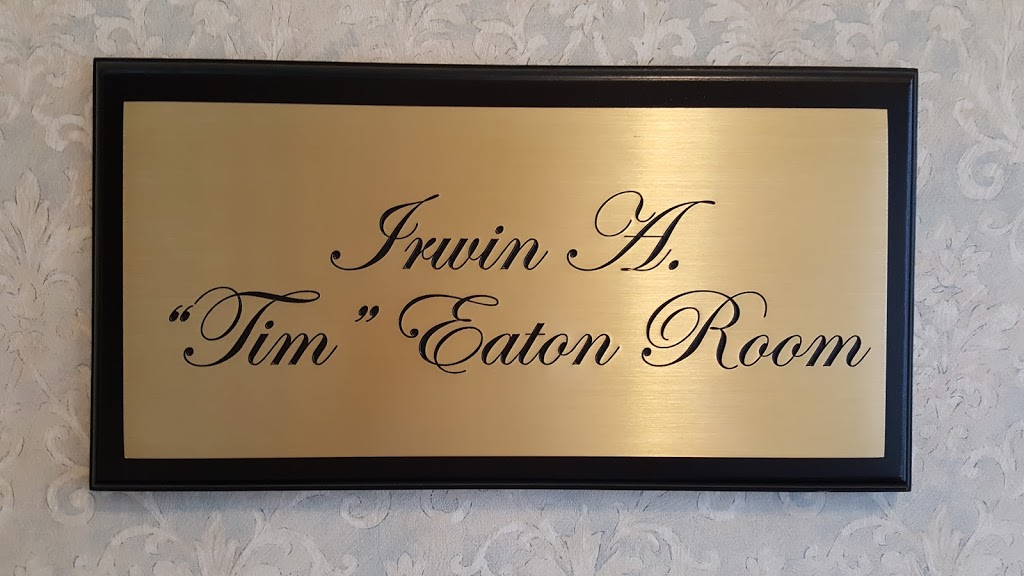 Irwin A.
“Tim” Eaton Room